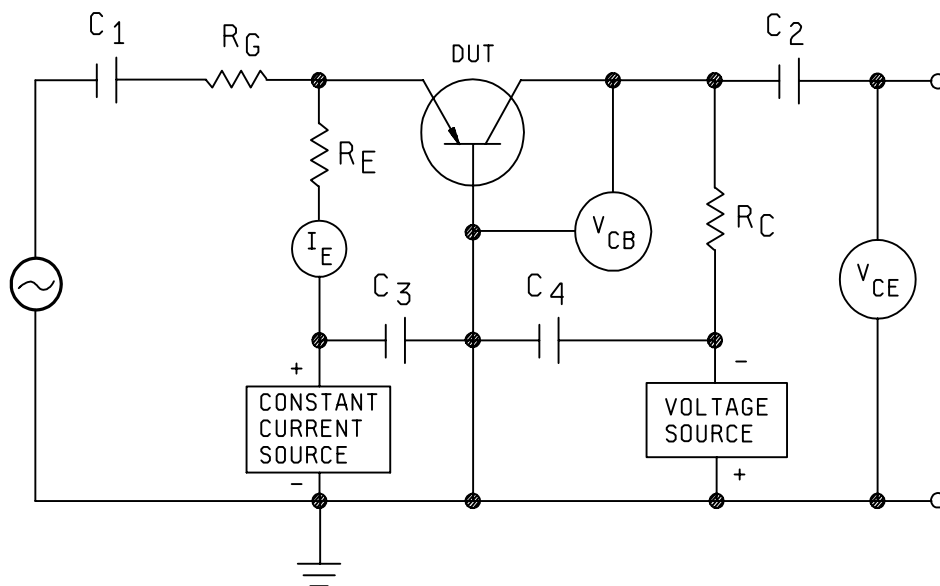 C1
RG
DUT
C2
RE
IE
VCB
RC
VCE
C3
C4
+
-
CONSTANT
CURRENT
SOURCE
VOLTAGE
SOURCE
-
+